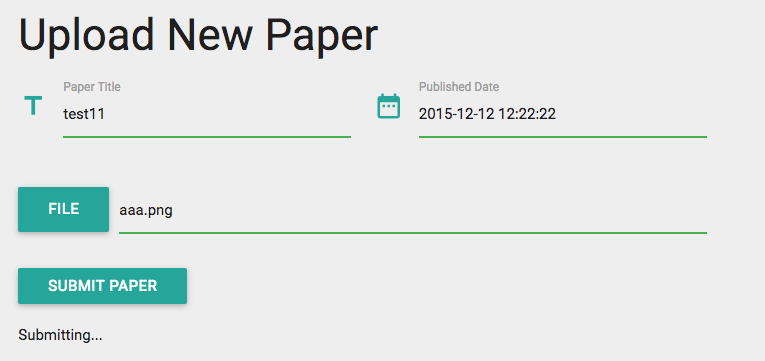 Upload New Paper
Paper Title
Published Date
test11
2015-12-12 12:22:22
FILE
aaa.png
SUBMIT PAPER
Submitting...